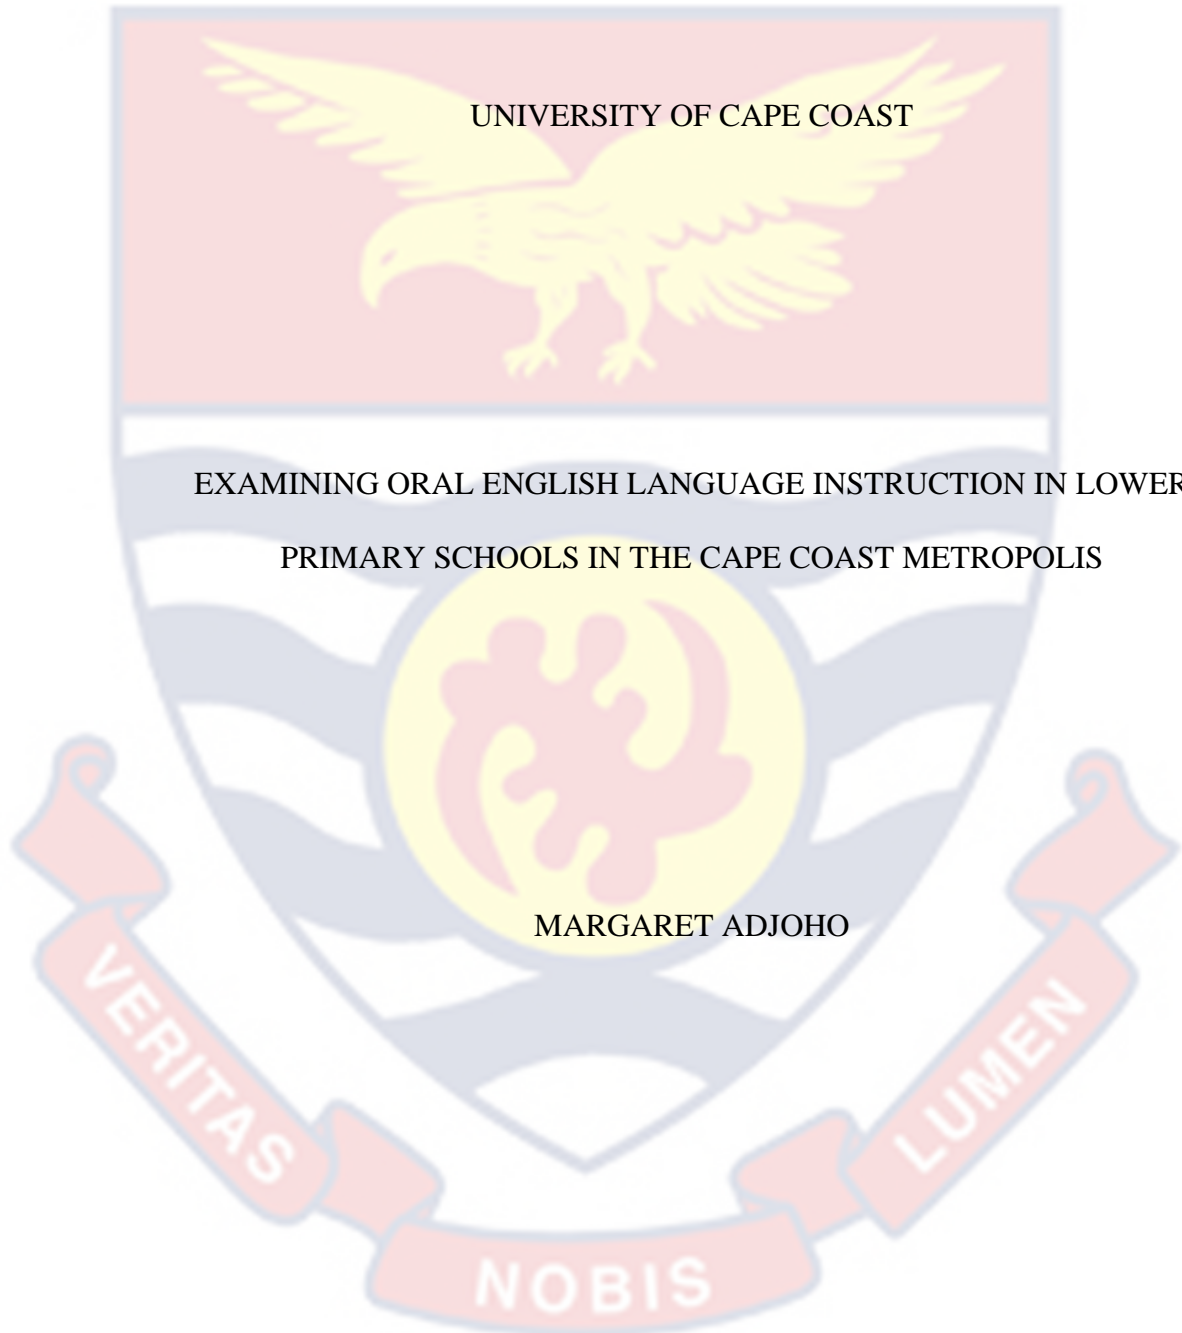 UNIVERSITY OF CAPE COAST
EXAMINING ORAL ENGLISH LANGUAGE INSTRUCTION IN LOWER
PRIMARY SCHOOLS IN THE CAPE COAST METROPOLIS
MARGARET ADJOHO
VERITAS
NOBIS
LUMEN